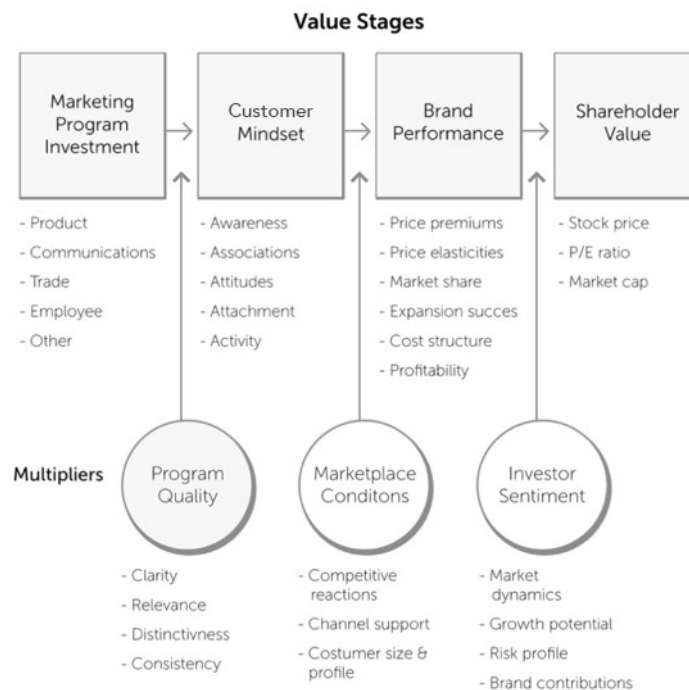 Value Stages
Marketing
Program
Investment
Customer
Mindset
Brand
Performance
Shareholder
Value
- Product
- Communications
- Trade
- Employee
- Other
- Awareness
- Associations
- Attitudes
- Attachment
- Activity
- Price premiums
- Price elasticities
- Market share
- Expansion succes
- Cost structure
- Profitability
- Stock price
- P/E ratio
- Market cap
Multipliers
Program
Quality
Marketplace
Conditons
Investor
Sentiment
- Clarity
- Relevance
- Distinctivness
- Consistency
- Competitive
reactions
- Channel support
- Costumer size &
profile
- Market
dynamics
- Growth potential
- Risk profile
- Brand contributions